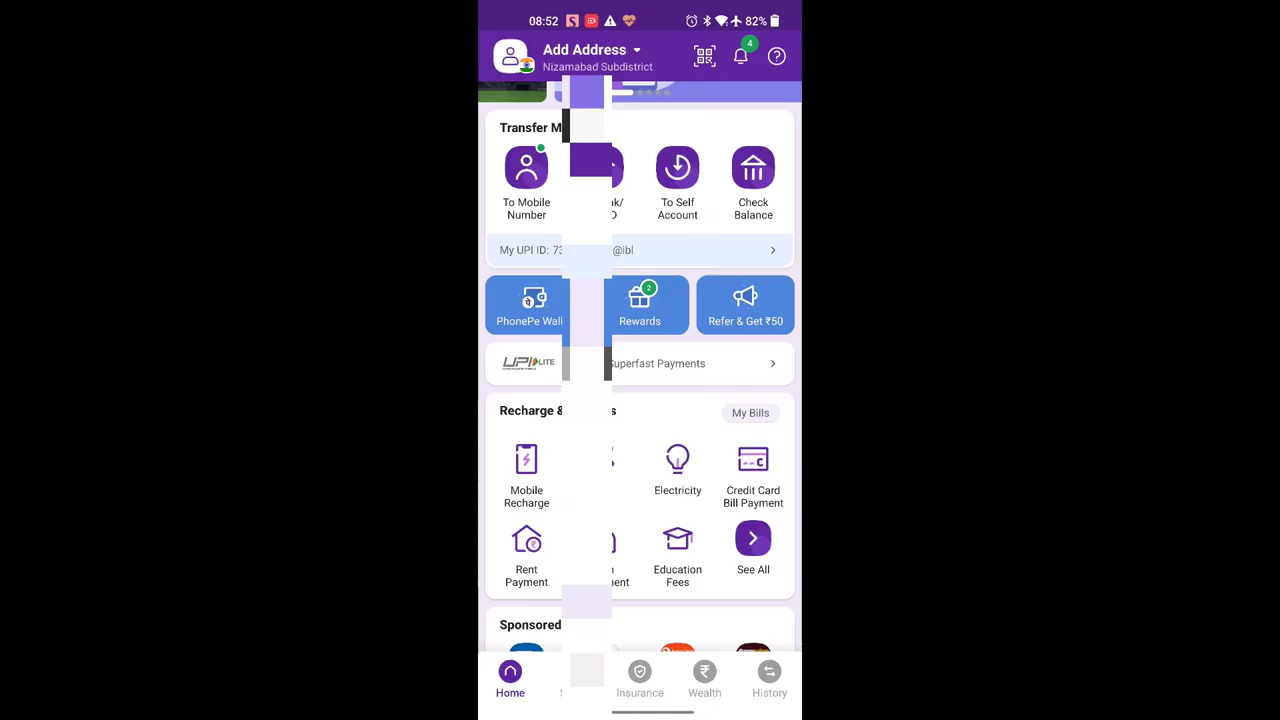 08:52 82%
Add Address
4
Nizamabad Subdistrict
Transfer
To Mobile Number
To Self Account
Check Balance
My UPI ID: 73 @ibl
PhonePe
2
Rewards
Refer & Get ₹50
UPI LITE
Superfast Payments
Recharge &
My Bills
Mobile Recharge
Electricity
Credit Card Bill Payment
Rent Payment
Education Fees
See All
Sponsored
Home
Insurance
Wealth
History